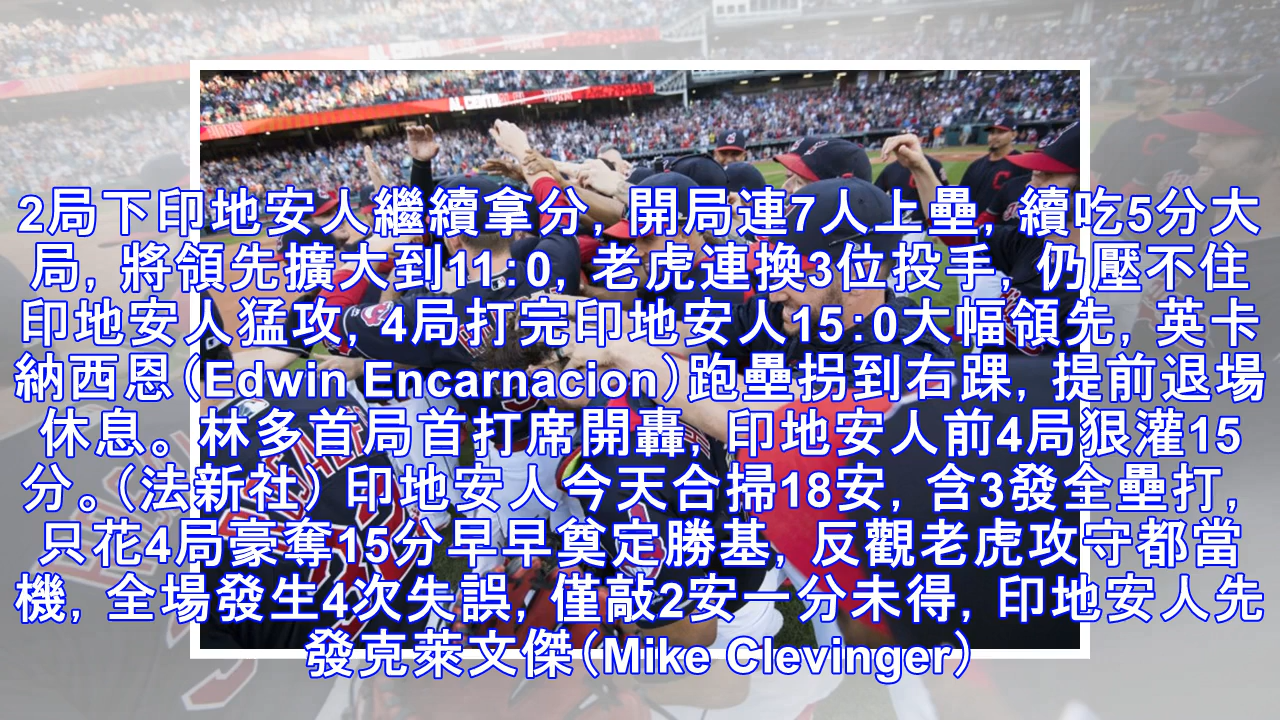 AL CENTRAL
2局下印地安人繼續拿分, 開局連7人上壘, 續吃5分大
局, 將領先擴大到11:0, 老虎連換3位投手, 仍壓不住
印地安人猛攻, 4局打完印地安人15:0大幅領先, 英卡
納西恩(Edwin Encarnacion)跑壘拐到右踝, 提前退場
休息。林多首局首打席開轟, 印地安人前4局狠灌15
分。(法新社) 印地安人今天合掃18安, 含3發全壘打,
只花4局豪奪15分早早奠定勝基, 反觀老虎攻守都當
機, 全場發生4次失誤, 僅敲2安一分未得, 印地安人先
發克萊文傑(Mike Clevinger)